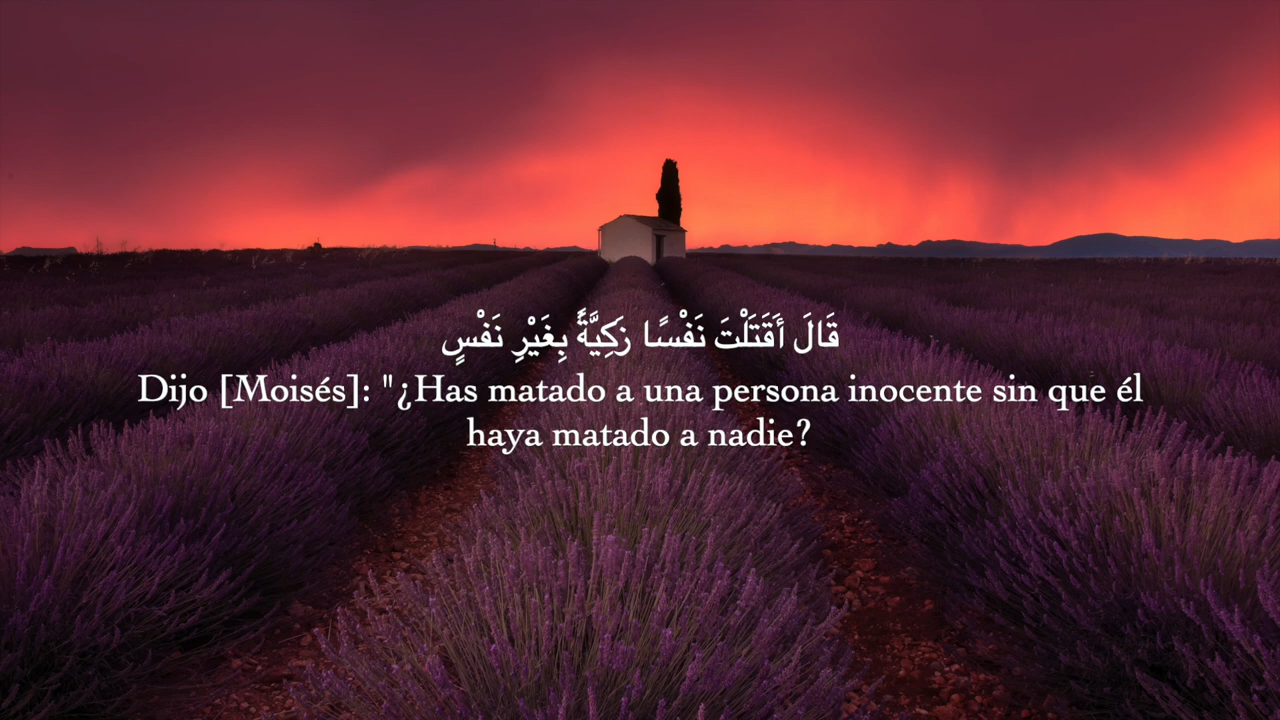 قَالَ أَقَتَلْتَ نَفْسًا زَكِيَّةً بِغَيْرِ نَفْسٍ
Dijo [Moisés]: "¿Has matado a una persona inocente sin que él
haya matado a nadie?